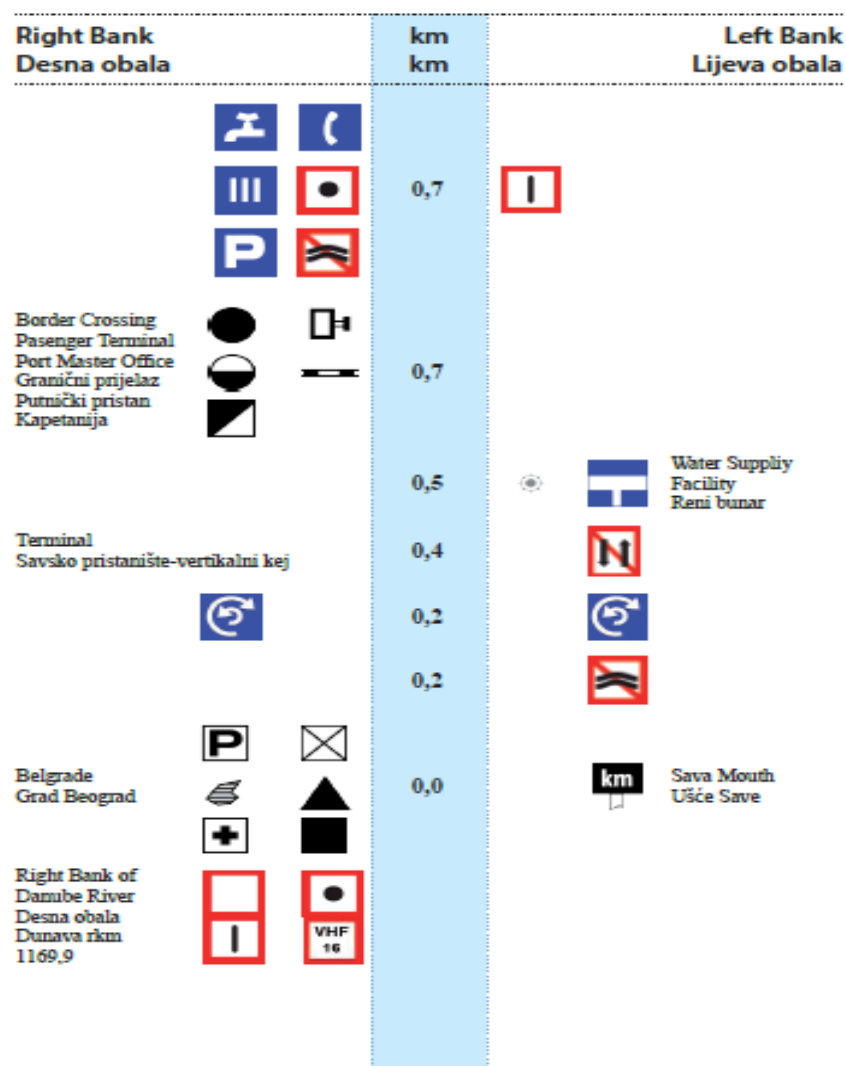 Right Bank km Left Bank
Desna obala km Lijeva obala
0,7
P
Border Crossing
Pasenger Terminal
Port Master Office
Granični prijelaz
Putnički pristan
Kapetanija
0,7
0,5
Water Suppliy
Facility
Reni bunar
Terminal
Savsko pristanište-vertikalni kej
0,4
0,2
0,2
P
Belgrade
Grad Beograd
0,0
km
Sava Mouth
Ušće Save
Right Bank of
Danube River
Desna obala
Dunava rkm
1169,9
VHF
16